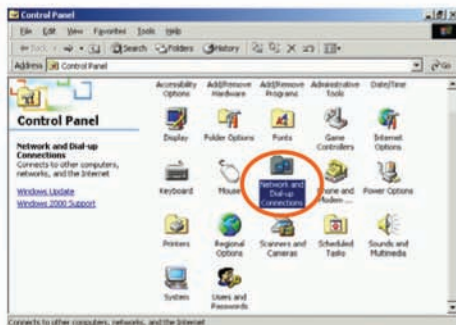 Control Panel
File Edit View Favorites Tools Help
Back Search Folders History
Address Control Panel Go
Control Panel
Network and Dial-up
Connections
Connects to other computers,
networks, and the Internet
Windows Update
Windows 2000 Support
Accessibility
Options
Add/Remove
Hardware
Add/Remove
Programs
Administrative
Tools
Date/Time
Display
Folder Options
Fonts
Game
Controllers
Internet
Options
Keyboard
Mouse
Network and
Dial-up
Connections
Phone and
Modem ...
Power Options
Printers
Regional
Options
Scanners and
Cameras
Scheduled
Tasks
Sounds and
Multimedia
System
Users and
Passwords
Connects to other computers, networks, and the Internet